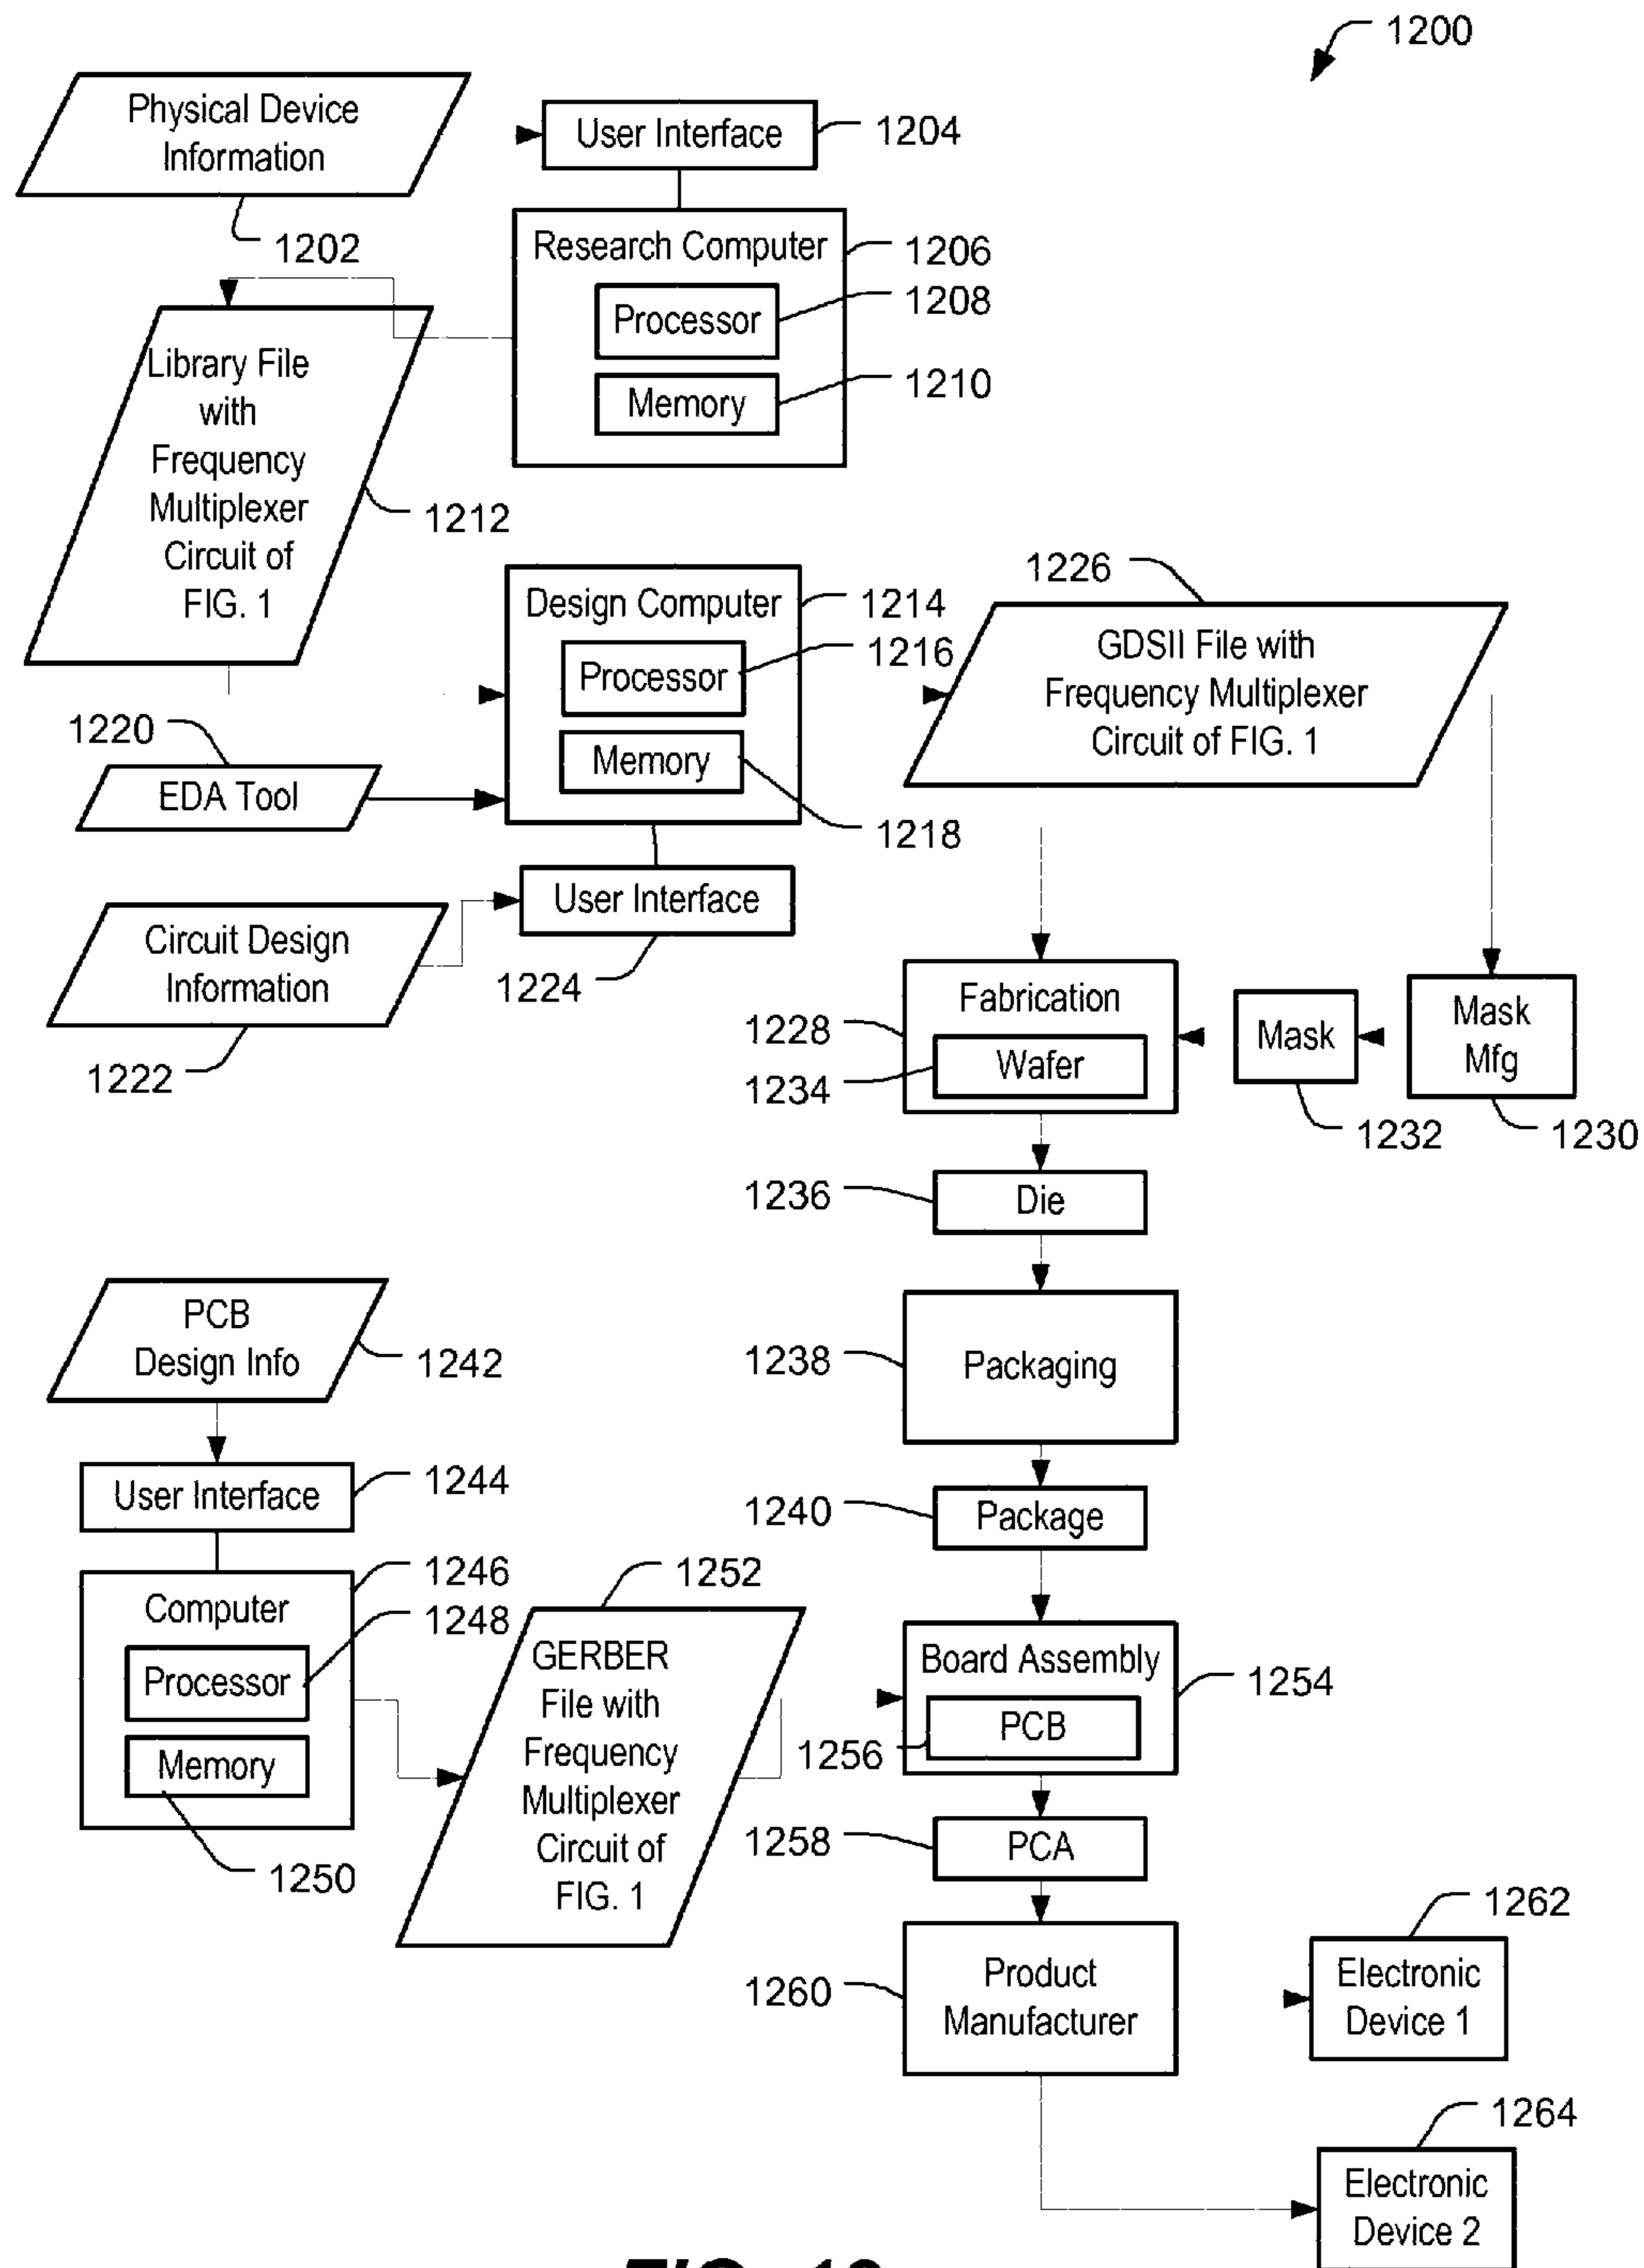 1200
Physical Device
Information
1202
User Interface
1204
Research Computer
1206
Processor
1208
Memory
1210
Library File
with
Frequency
Multiplexer
Circuit of
FIG. 1
1212
Design Computer
1214
Processor
1216
Memory
1218
1220
EDA Tool
User Interface
1224
Circuit Design
Information
1222
1226
GDSII File with
Frequency Multiplexer
Circuit of FIG. 1
Fabrication
1228
Wafer
1234
Mask
1232
Mask
Mfg
1230
1236
Die
1238
Packaging
1240
Package
PCB
Design Info
1242
User Interface
1244
Computer
1246
Processor
1248
Memory
1250
1252
GERBER
File with
Frequency
Multiplexer
Circuit of
FIG. 1
Board Assembly
1254
PCB
1256
1258
PCA
1260
Product
Manufacturer
1262
Electronic
Device 1
1264
Electronic
Device 2